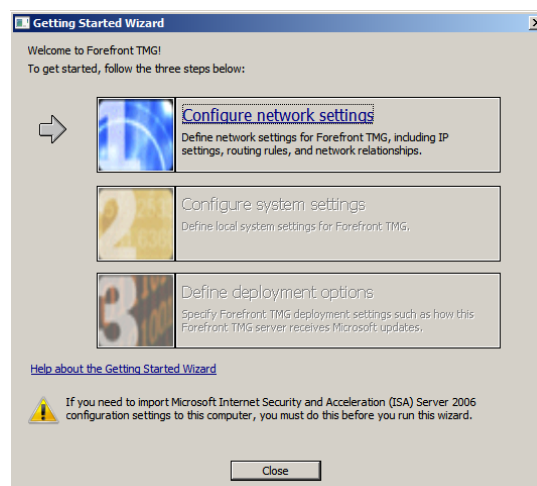 Getting Started Wizard
Welcome to Forefront TMG!
To get started, follow the three steps below:
1
Configure network settings
Define network settings for Forefront TMG, including IP
settings, routing rules, and network relationships.
2
Configure system settings
Define local system settings for Forefront TMG.
3
Define deployment options
Specify Forefront TMG deployment settings such as how this
Forefront TMG server receives Microsoft updates.
Help about the Getting Started Wizard
If you need to import Microsoft Internet Security and Acceleration (ISA) Server 2006
configuration settings to this computer, you must do this before you run this wizard.
Close